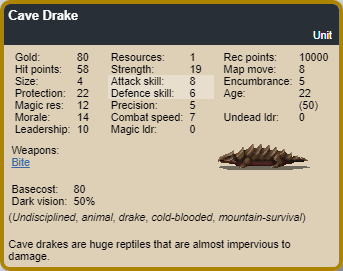 Cave Drake
Unit
Gold: 80 Resources: 1 Rec points: 10000
Hit points: 58 Strength: 19 Map move: 8
Size: 4 Attack skill: 8 Encumbrance: 5
Protection: 22 Defence skill: 6 Age: 22
Magic res: 12 Precision: 5 (50)
Morale: 14 Combat speed: 7 Undead ldr: 0
Leadership: 10 Magic ldr: 0
Weapons:
Bite
Basecost: 80
Dark vision: 50%
(Undisciplined, animal, drake, cold-blooded, mountain-survival)
Cave drakes are huge reptiles that are almost impervious to
damage.